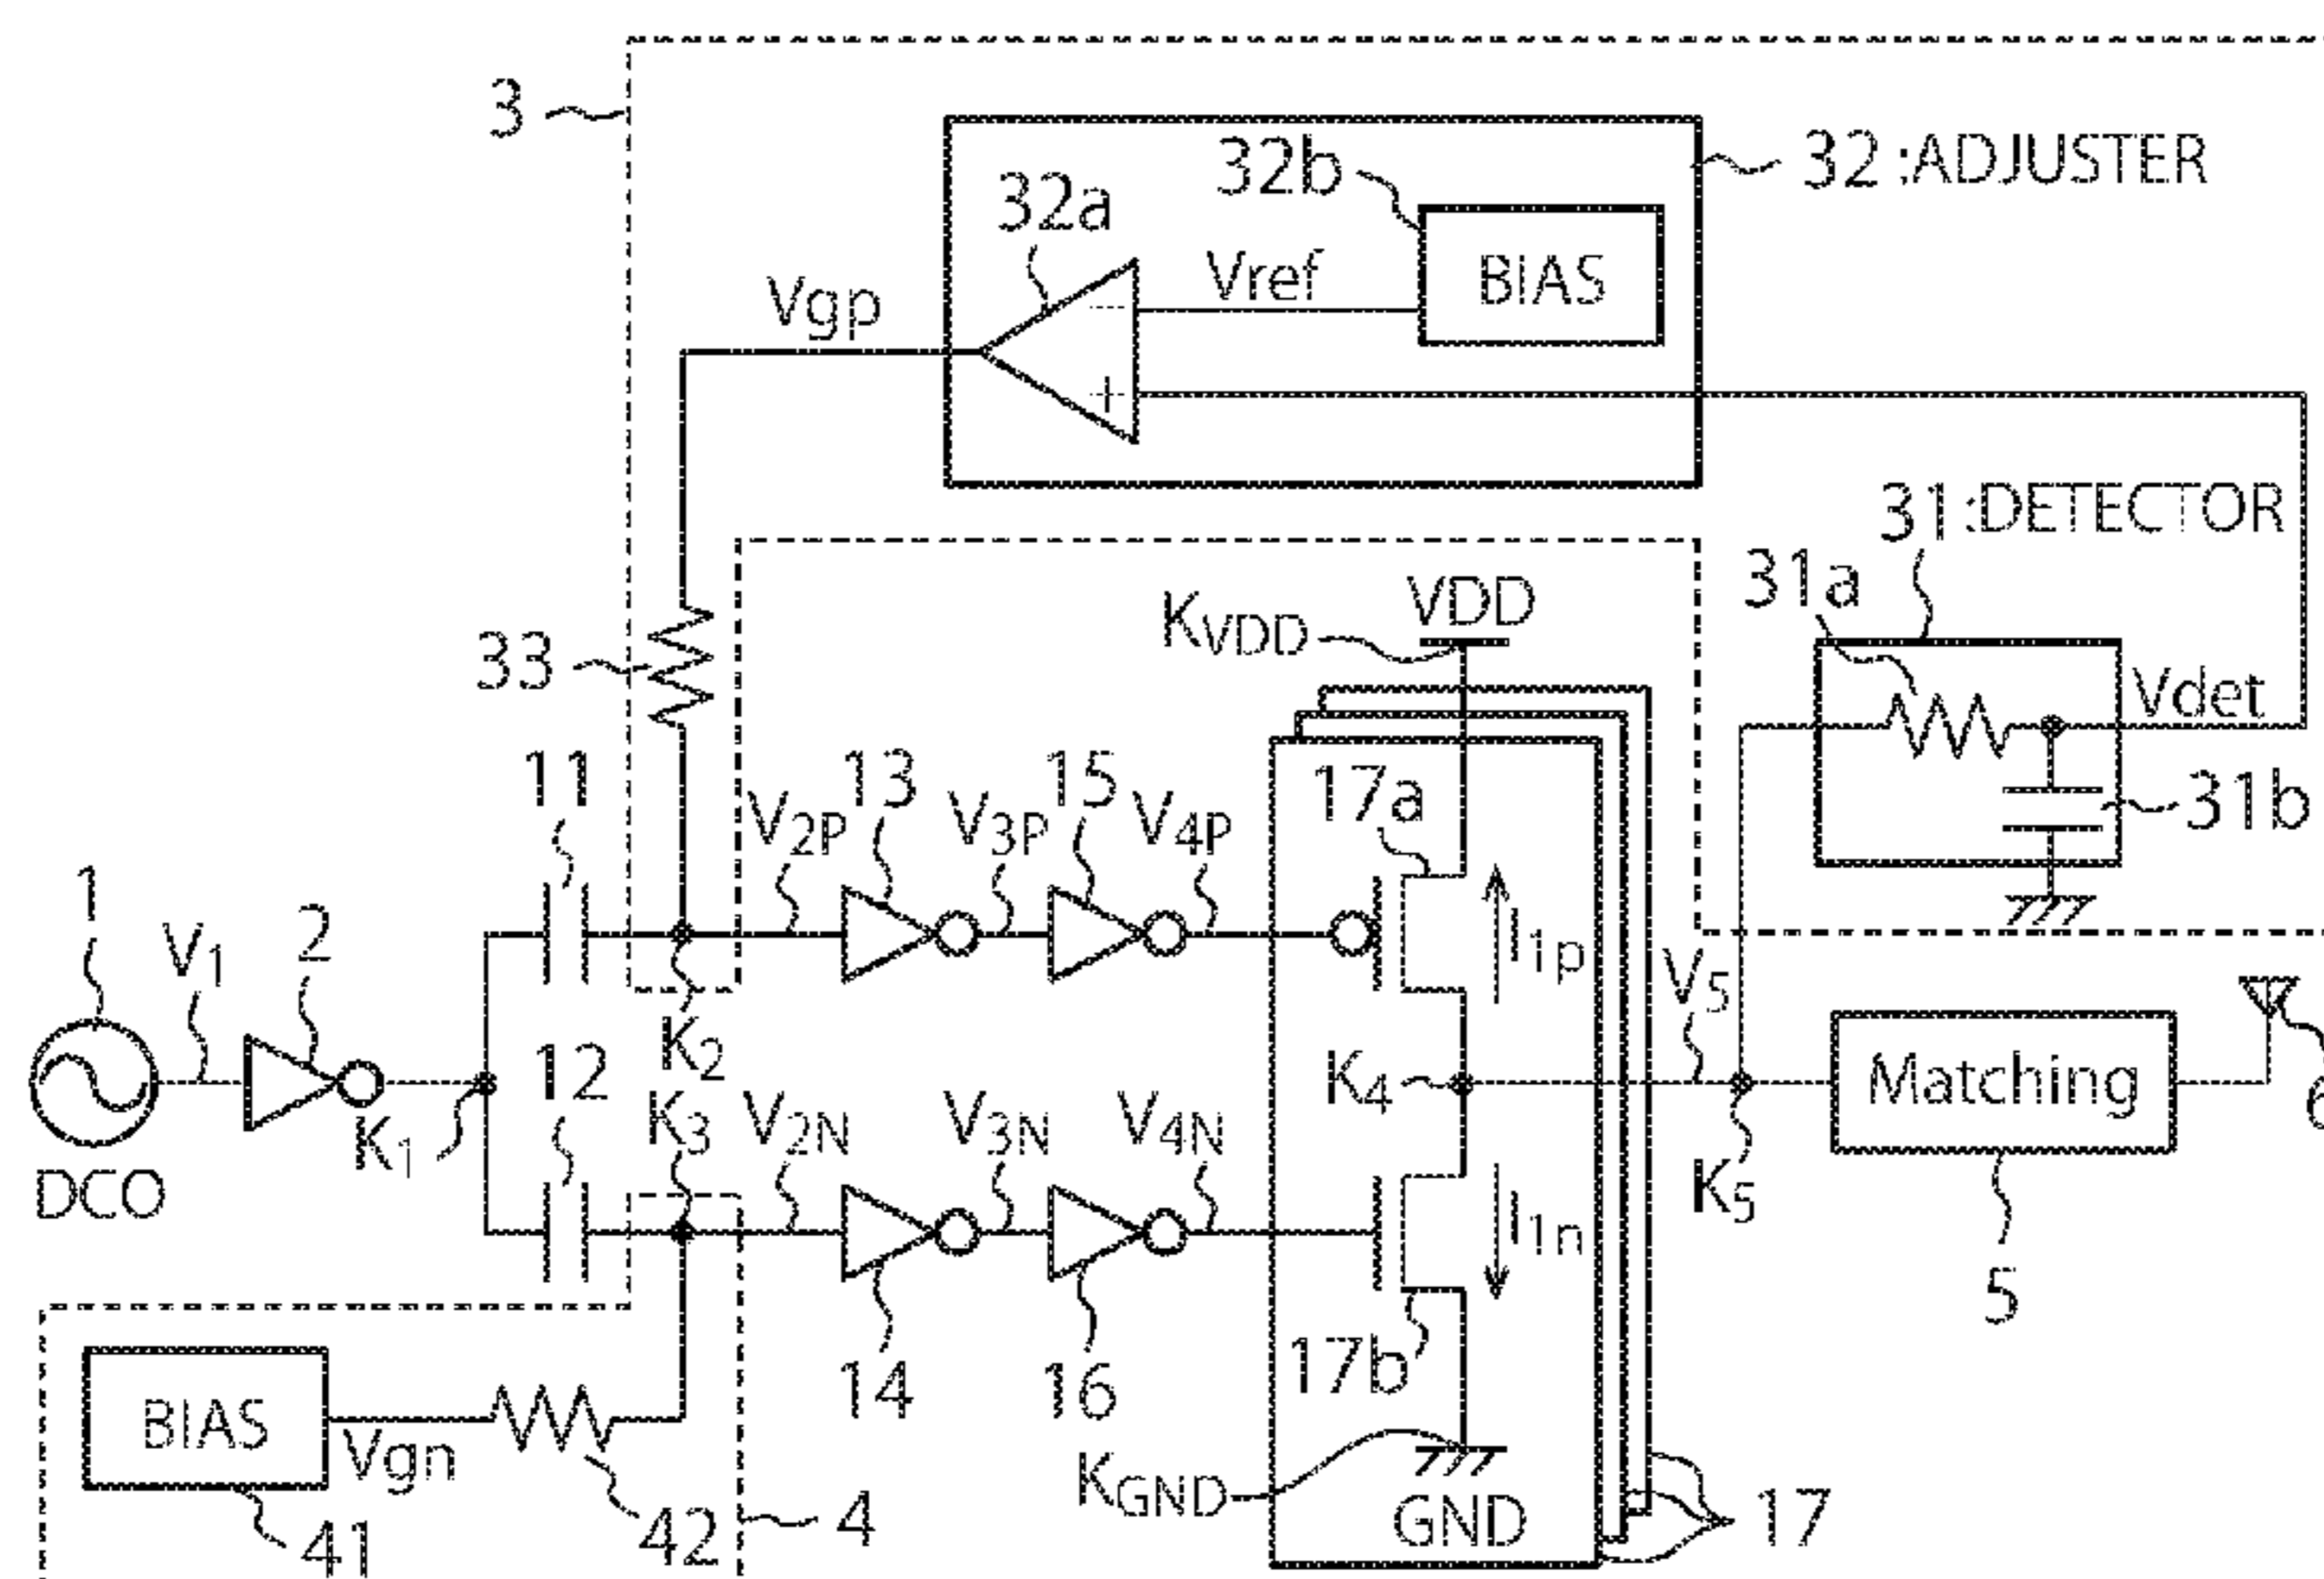 3
32 :ADJUSTER
32b
32a
BIAS
Vref
Vgp
−
+
31 :DETECTOR
31a
VDD
KVDD
33
Vdet
11
V2P
13
V3P
15
V4P
17a
31b
1
V1
2
I1p
V5
K2
12
K4
Matching
6
K3
V2N
V3N
V4N
K1
DCO
K5
I1n
5
17b
14
16
BIAS
Vgn
KGND
GND
17
4
42
41